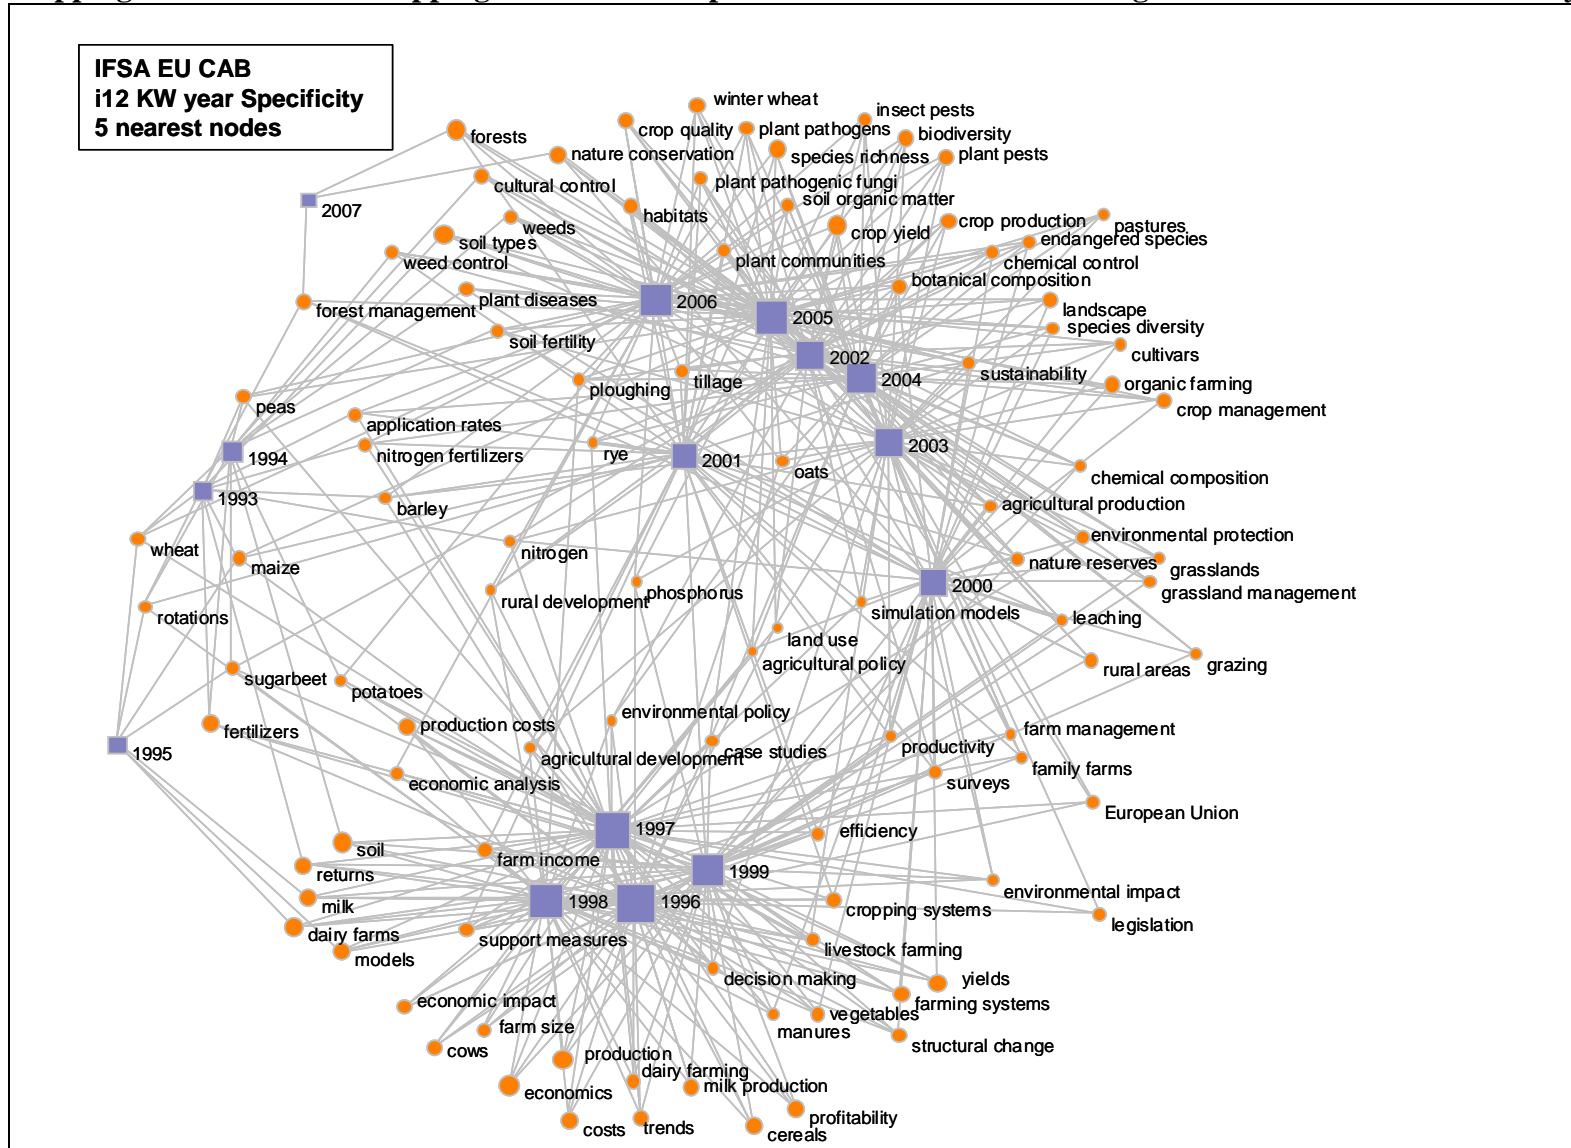 IFSA EU CAB
i12 KW year Specificity
5 nearest nodes
winter wheat
insect pests
crop quality
plant pathogens
biodiversity
forests
nature conservation
species richness
plant pests
cultural control
plant pathogenic fungi
soil organic matter
2007
habitats
weeds
crop yield
crop production
pastures
soil types
endangered species
weed control
plant communities
chemical control
botanical composition
plant diseases
2006
forest management
landscape
2005
species diversity
soil fertility
2002
cultivars
tillage
ploughing
2004
sustainability
organic farming
peas
crop management
application rates
2003
1994
nitrogen fertilizers
rye
2001
oats
chemical composition
1993
barley
agricultural production
environmental protection
wheat
nitrogen
maize
nature reserves
grasslands
2000
rural development
phosphorus
grassland management
rotations
simulation models
leaching
land use
agricultural policy
rural areas
grazing
sugarbeet
potatoes
environmental policy
fertilizers
production costs
farm management
1995
agricultural development
case studies
productivity
family farms
economic analysis
surveys
European Union
1997
efficiency
soil
farm income
returns
1999
environmental impact
milk
1998
1996
cropping systems
legislation
dairy farms
support measures
models
livestock farming
decision making
yields
economic impact
farming systems
vegetables
farm size
manures
cows
structural change
production
dairy farming
economics
milk production
costs
trends
profitability
cereals